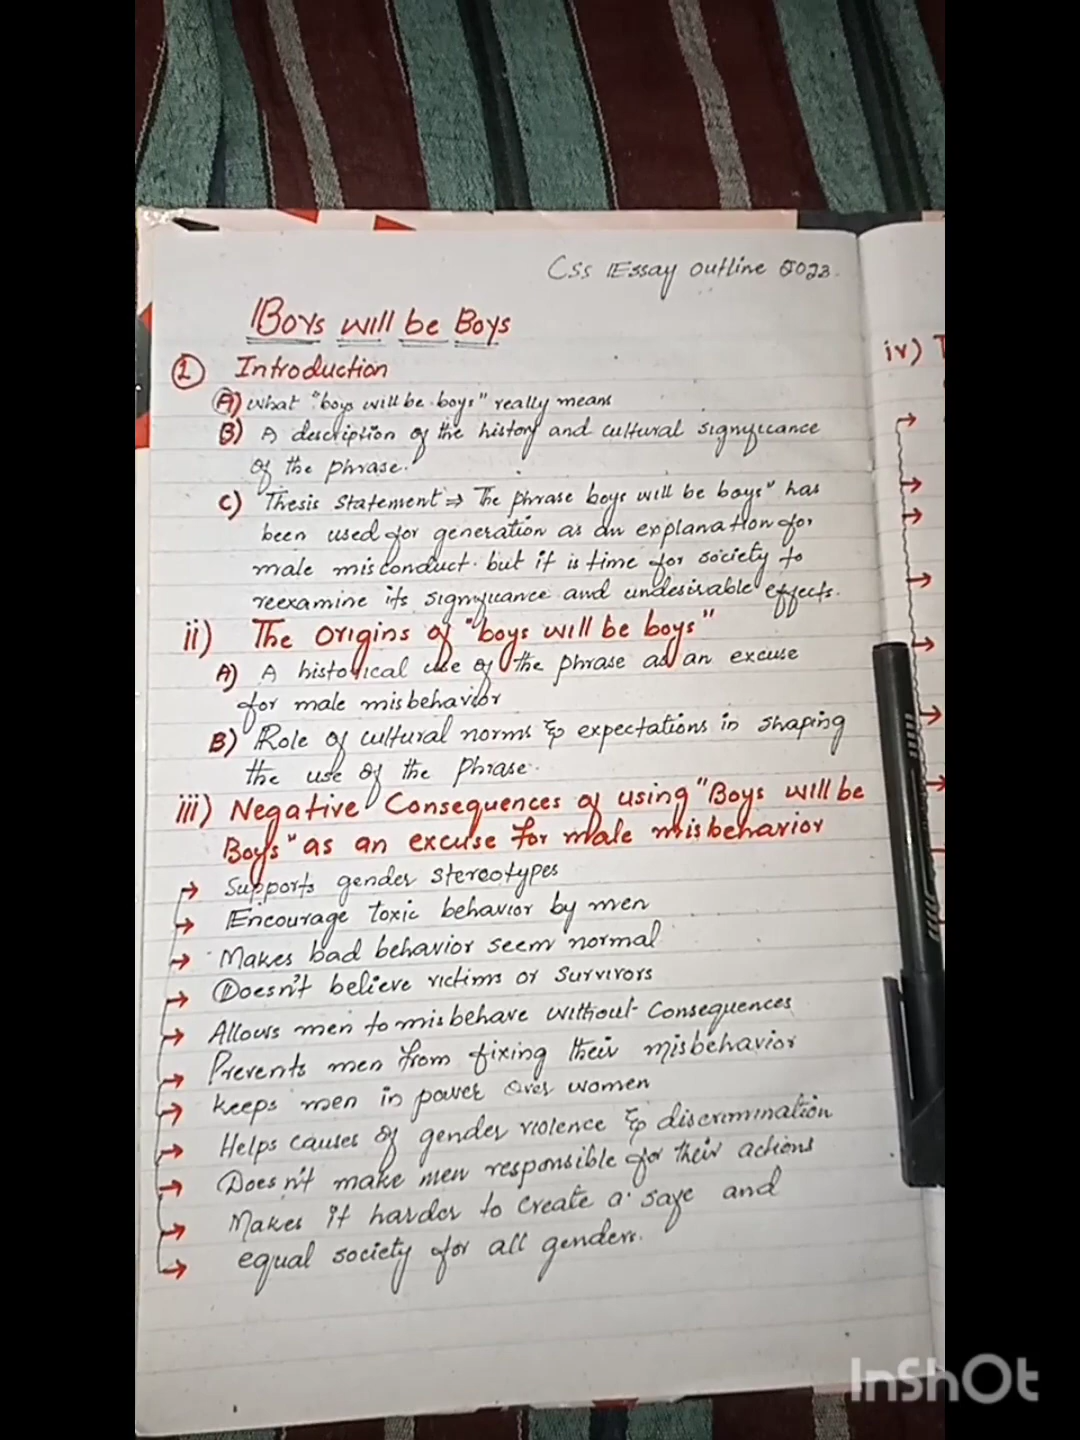 Css Essay outline 2023.
Boys will be Boys
1 Introduction
A) What "boys will be boys" really means
B) A description of the history and cultural significance
of the phrase.
C) Thesis Statement ⇒ The phrase boys will be boys" has
been used for generation as an explanation for
male misconduct. but it is time for society to
reexamine its significance and undesirable effects.
ii) The origins of "boys will be boys"
A) A historical use of the phrase as an excuse
for male misbehavior
B) Role of cultural norms & expectations in shaping
the use of the Phrase.
iii) Negative Consequences of using "Boys will be
Boys" as an excuse for male misbehavior
→ Supports gender stereotypes
→ Encourage toxic behavior by men
→ Makes bad behavior seem normal
→ Doesn't believe victims or survivors
→ Allows men to misbehave without consequences
→ Prevents men from fixing their misbehavior
→ keeps men in power over women
→ Helps causes of gender violence & discrimination
→ Doesn't make men responsible for their actions
→ Makes it harder to create a safe and
→ equal society for all genders.
iv) T
InShOt